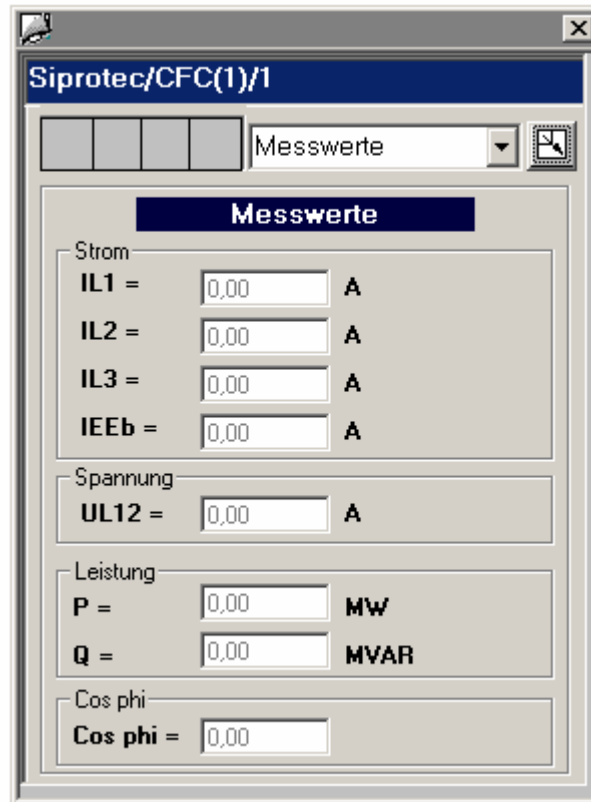 Siprotec/CFC(1)/1
Messwerte
Messwerte
Strom
IL1 = 0,00 A
IL2 = 0,00 A
IL3 = 0,00 A
IEEb = 0,00 A
Spannung
UL12 = 0,00 A
Leistung
P = 0,00 MW
Q = 0,00 MVAR
Cos phi
Cos phi = 0,00